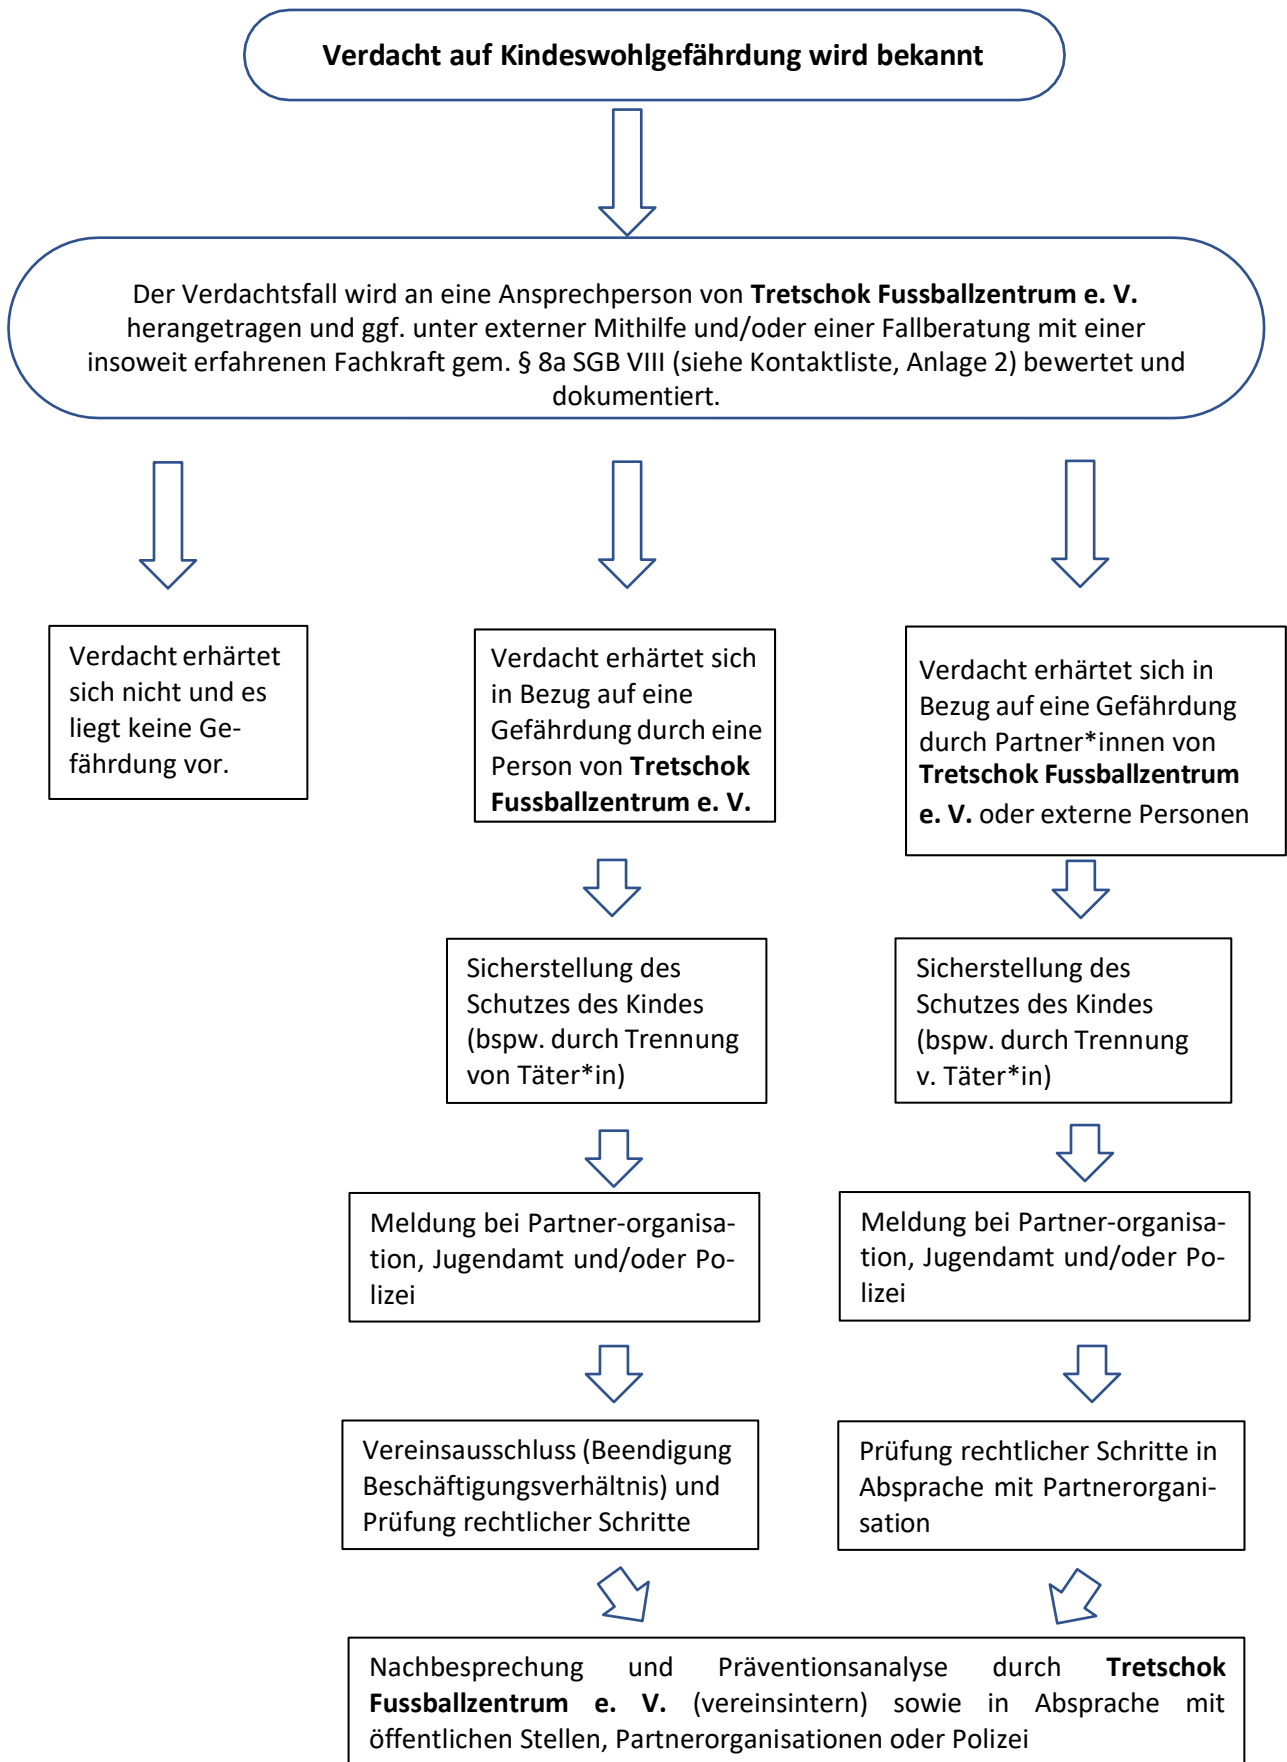 Verdacht auf Kindeswohlgefährdung wird bekannt
Der Verdachtsfall wird an eine Ansprechperson von Tretschok Fussballzentrum e. V.
herangetragen und ggf. unter externer Mithilfe und/oder einer Fallberatung mit einer
insoweit erfahrenen Fachkraft gem. § 8a SGB VIII (siehe Kontaktliste, Anlage 2) bewertet und
dokumentiert.
Verdacht erhärtet
sich nicht und es
liegt keine Ge-
fährdung vor.
Verdacht erhärtet sich
in Bezug auf eine
Gefährdung durch eine
Person von Tretschok
Fussballzentrum e. V.
Verdacht erhärtet sich in
Bezug auf eine Gefährdung
durch Partner*innen von
Tretschok Fussballzentrum
e. V. oder externe Personen
Sicherstellung des
Schutzes des Kindes
(bspw. durch Trennung
von Täter*in)
Sicherstellung des
Schutzes des Kindes
(bspw. durch Trennung
v. Täter*in)
Meldung bei Partner-organisa-
tion, Jugendamt und/oder Po-
lizei
Meldung bei Partner-organisa-
tion, Jugendamt und/oder Po-
lizei
Vereinsausschluss (Beendigung
Beschäftigungsverhältnis) und
Prüfung rechtlicher Schritte
Prüfung rechtlicher Schritte in
Absprache mit Partnerorgani-
sation
Nachbesprechung und Präventionsanalyse durch Tretschok
Fussballzentrum e. V. (vereinsintern) sowie in Absprache mit
öffentlichen Stellen, Partnerorganisationen oder Polizei